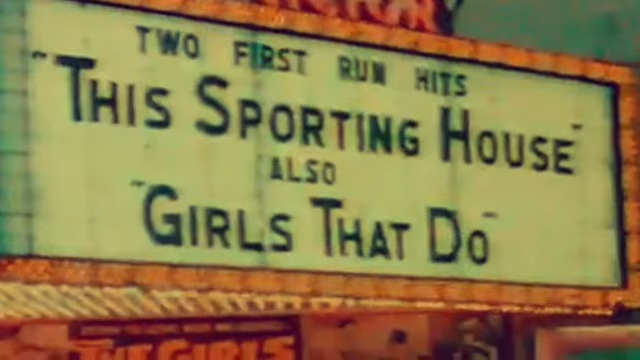 TWO FIRST RUN HITS
"THIS SPORTING HOUSE"
ALSO
"GIRLS THAT DO"
THE GIRLS